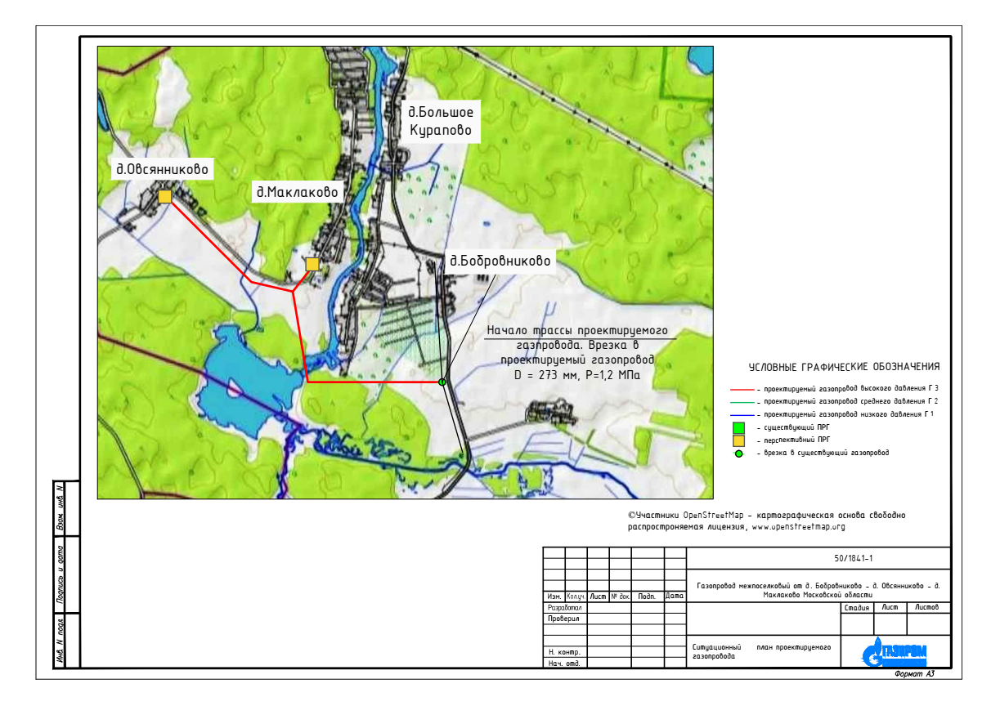 д.Большое
Курапово
д.Овсянниково
д.Маклаково
д.Бобровниково
Начало трассы проектируемого
газпровода. Врезка в
проектируемый газопровод
D = 273 мм, P=1,2 МПа
УСЛОВНЫЕ ГРАФИЧЕСКИЕ ОБОЗНАЧЕНИЯ
- проектируемый газопровод высокого давления Г 3
- проектируемый газопровод среднего давления Г 2
- проектируемый газопровод низкого давления Г 1
- существующий ПРГ
- перспективный ПРГ
- врезка в существующий газопровод
©Участники OpenStreetMap - картографическая основа свободно
распростроняемая лицензия, www.openstreetmap.org
Взам. инв. N
Подпись и дата
Инв. N подл.
50/1841-1
Газопровод межпоселковый от д. Бобровниково - д. Овсянниково - д.
Маклаково Московской области
Изм. Кол.уч. Лист № док. Подп. Дата
Разработал
Проверил
Н. контр.
Нач. отд.
Стадия Лист Листов
Ситуационный план проектируемого
газопровода
ГАЗПРОМ
Формат А3